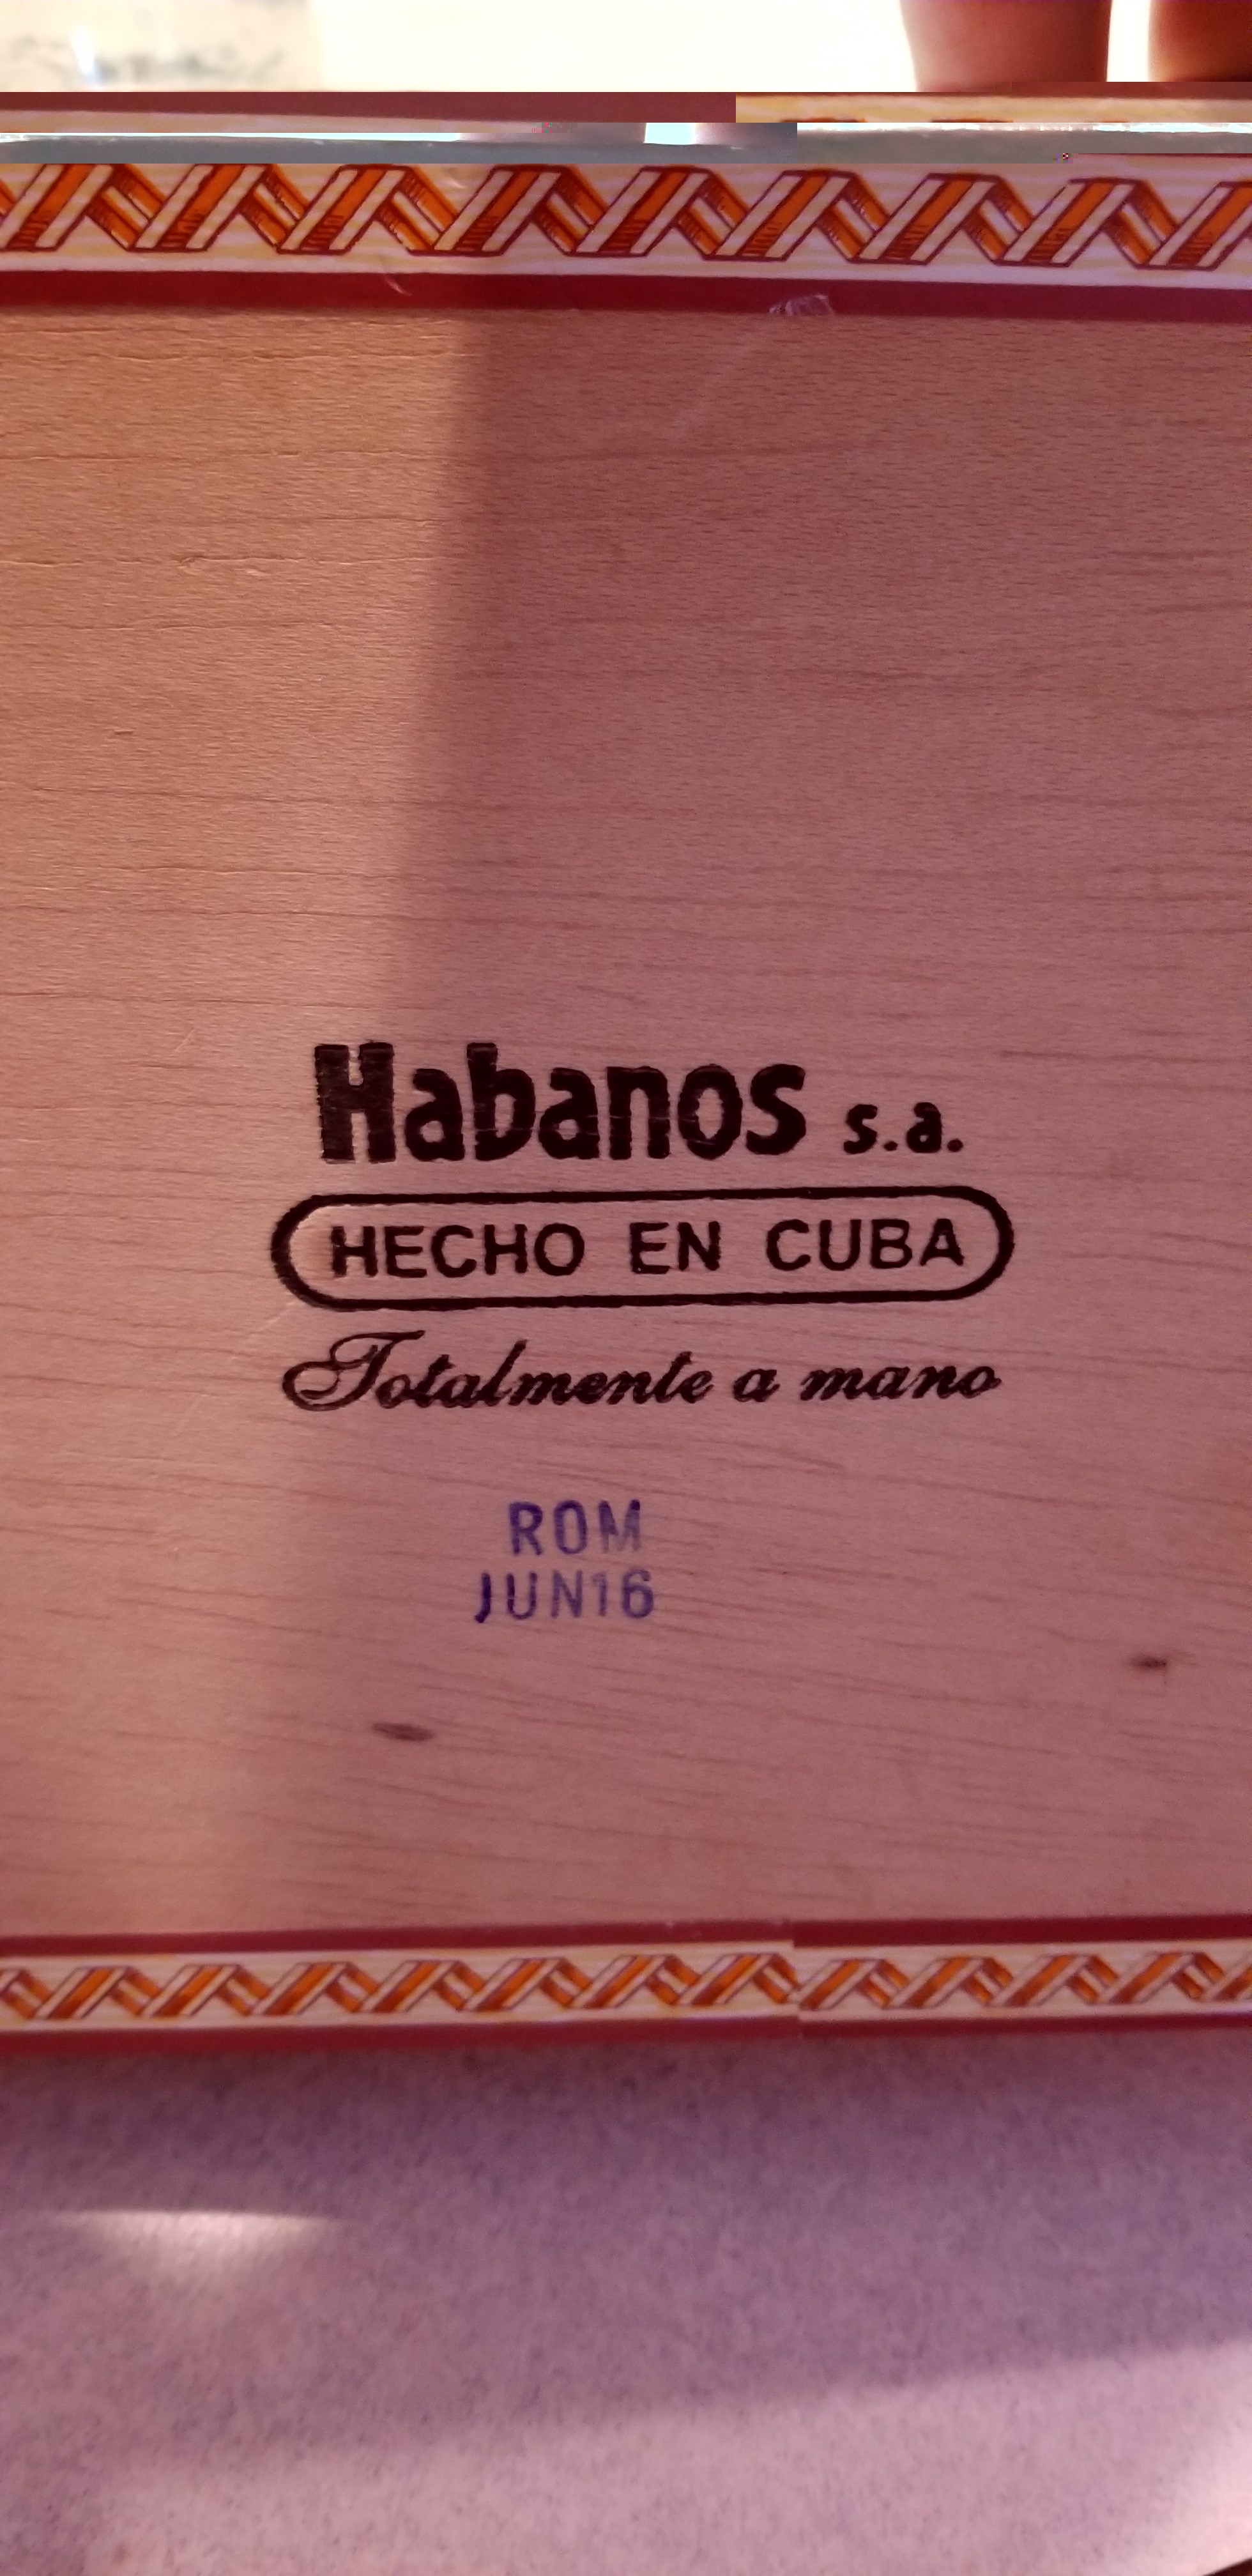 Habanos s.a.
HECHO EN CUBA
Totalmente a mano
ROM
JUN16